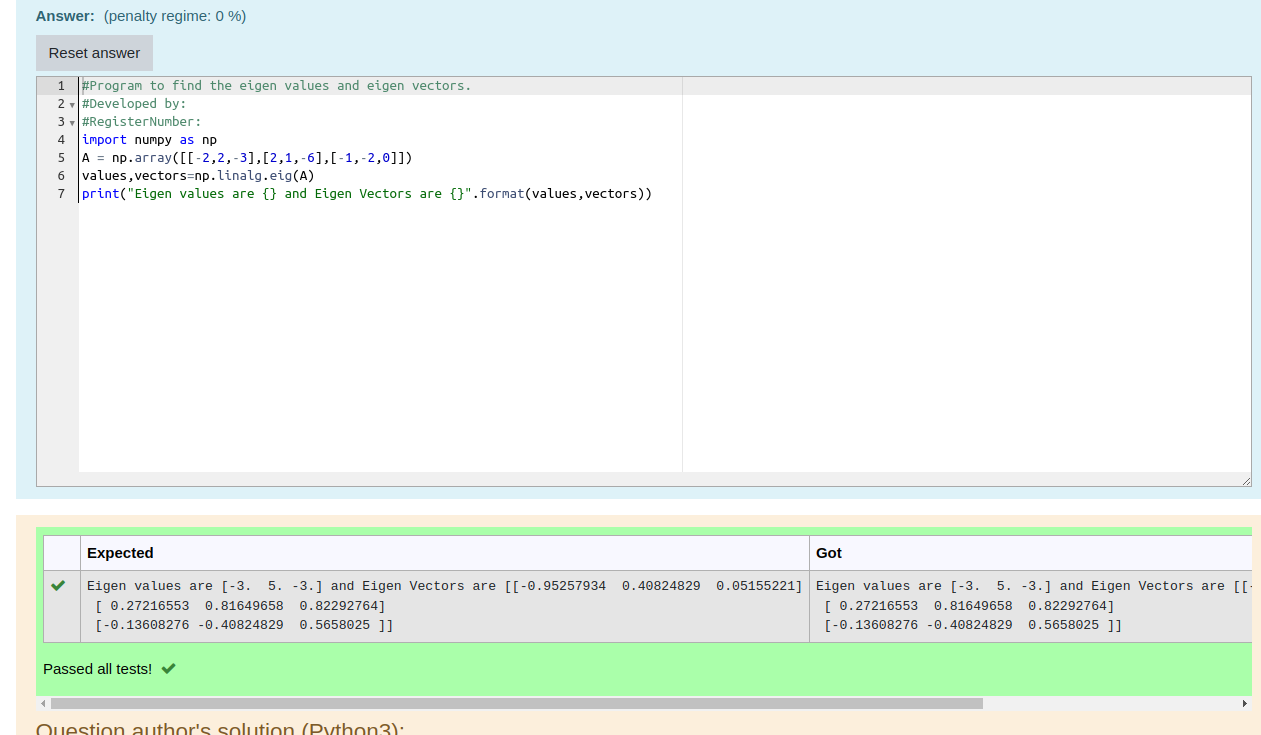 Answer: (penalty regime: 0 %)
Reset answer
1 #Program to find the eigen values and eigen vectors.
2 #Developed by:
3 #RegisterNumber:
4 import numpy as np
5 A = np.array([[-2,2,-3],[2,1,-6],[-1,-2,0]])
6 values,vectors=np.linalg.eig(A)
7 print("Eigen values are {} and Eigen Vectors are {}".format(values,vectors))
Expected Got
Eigen values are [-3.  5. -3.] and Eigen Vectors are [[-0.95257934  0.40824829  0.05155221] Eigen values are [-3.  5. -3.] and Eigen Vectors are [[-
[ 0.27216553  0.81649658  0.82292764] [ 0.27216553  0.81649658  0.82292764]
[-0.13608276 -0.40824829  0.5658025 ]] [-0.13608276 -0.40824829  0.5658025 ]]
Passed all tests!
Question author's solution (Python3):